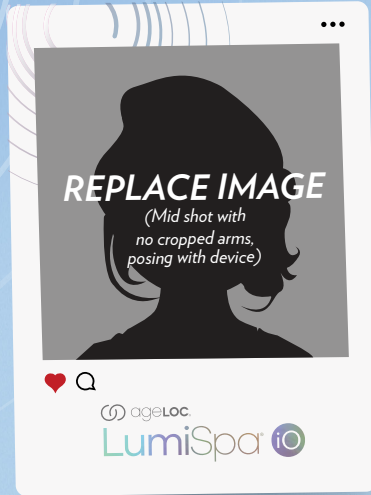 REPLACE IMAGE
(Mid shot with
no cropped arms,
posing with device)
ageLOC®
LumiSpa® iO